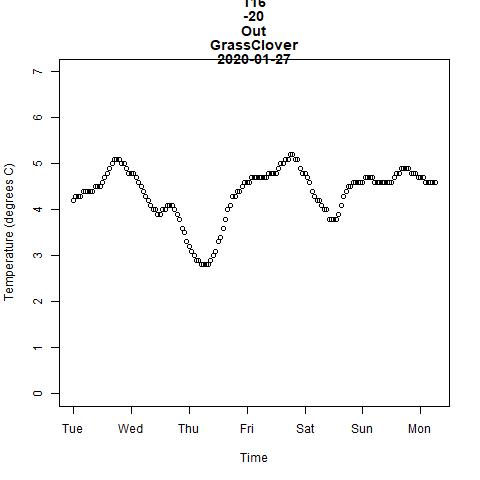 116
-20
Out
GrassClover
2020-01-27
Temperature (degrees C)
7
6
5
4
3
2
1
0
Tue Wed Thu Fri Sat Sun Mon
Time